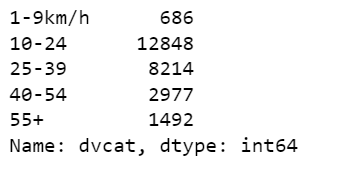 1-9km/h 686
10-24 12848
25-39 8214
40-54 2977
55+ 1492
Name: dvcat, dtype: int64